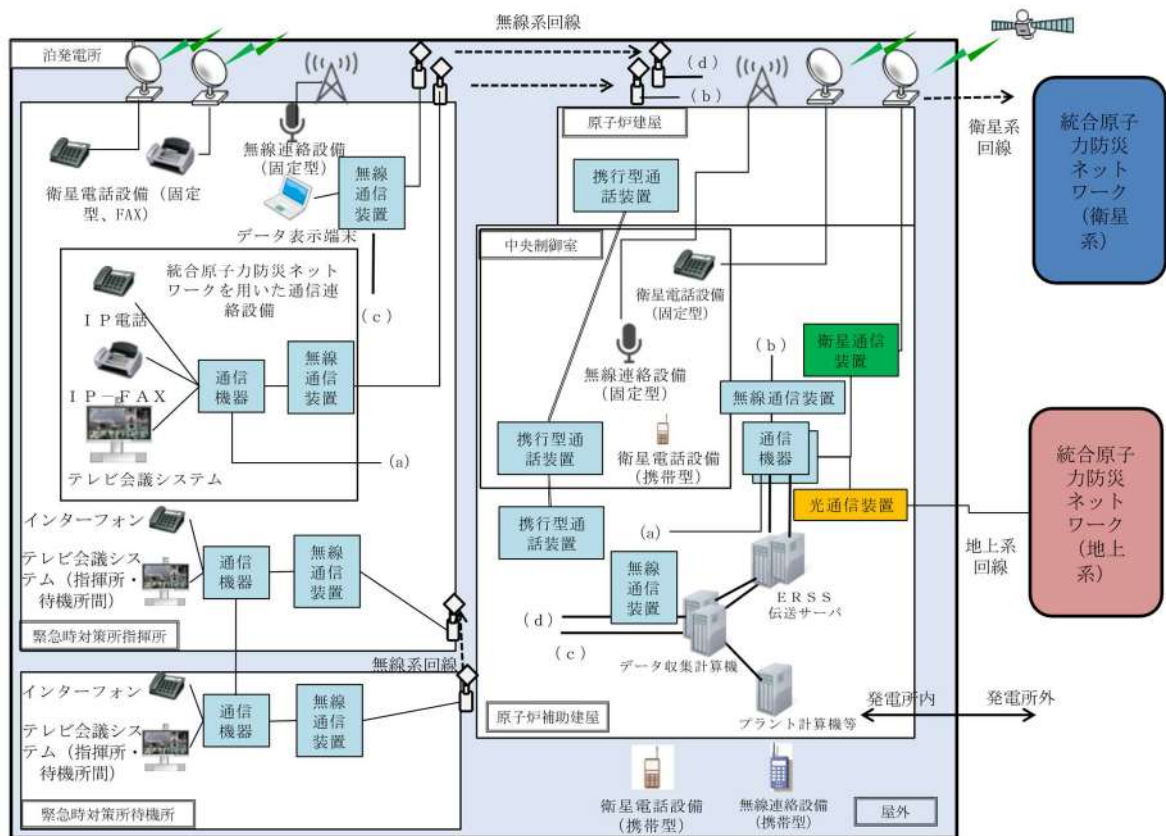 無線系回線
泊発電所
(d)
(b)
原子炉建屋
衛星系
回線
統合原子
力防災
ネット
ワーク
(衛星
系)
無線連絡設備
(固定型)
無線
通信
装置
衛星電話設備(固定
型、FAX)
データ表示端末
携行型通
話装置
中央制御室
統合原子力防災ネット
ワークを用いた通信連
絡設備
(c)
IP電話
IP-FAX
テレビ会議システム
通信
機器
無線
通信
装置
(a)
衛星電話設備
(固定型)
無線連絡設備
(固定型)
(b)
衛星通信
装置
無線通信装置
携行型通
話装置
衛星電話設備
(携帯型)
通信
機器
光通信装置
統合原子
力防災
ネット
ワーク
(地上
系)
地上系
回線
携行型通
話装置
(a)
インターフォン
テレビ会議シス
テム(指揮所・
待機所間)
通信
機器
無線
通信
装置
緊急時対策所指揮所
無線
通信
装置
ERSS
伝送サーバ
(d)
(c)
データ収集計算機
無線系回線
インターフォン
テレビ会議シス
テム(指揮所・
待機所間)
通信
機器
無線
通信
装置
緊急時対策所待機所
原子炉補助建屋
プラント計算機等
発電所内
発電所外
衛星電話設備
(携帯型)
無線連絡設備
(携帯型)
屋外